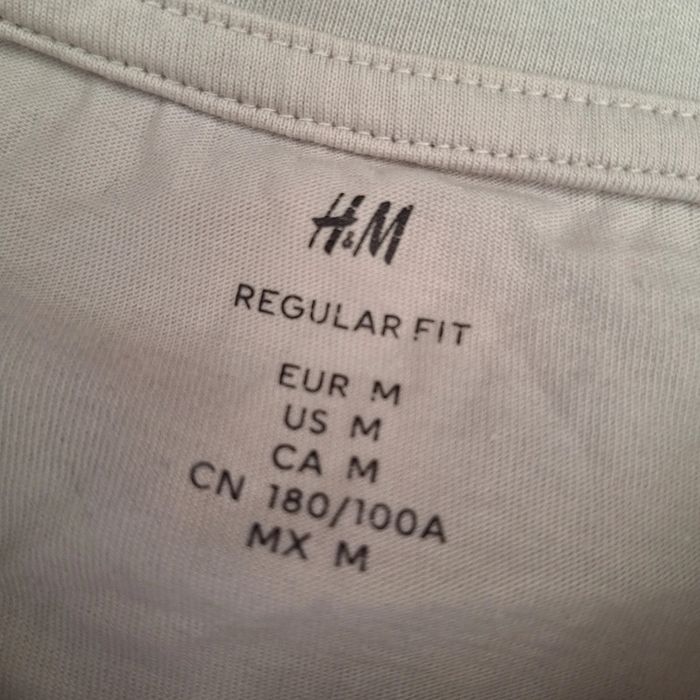 H&M
REGULAR FIT
EUR M
US M
CA M
CN 180/100A
MX M